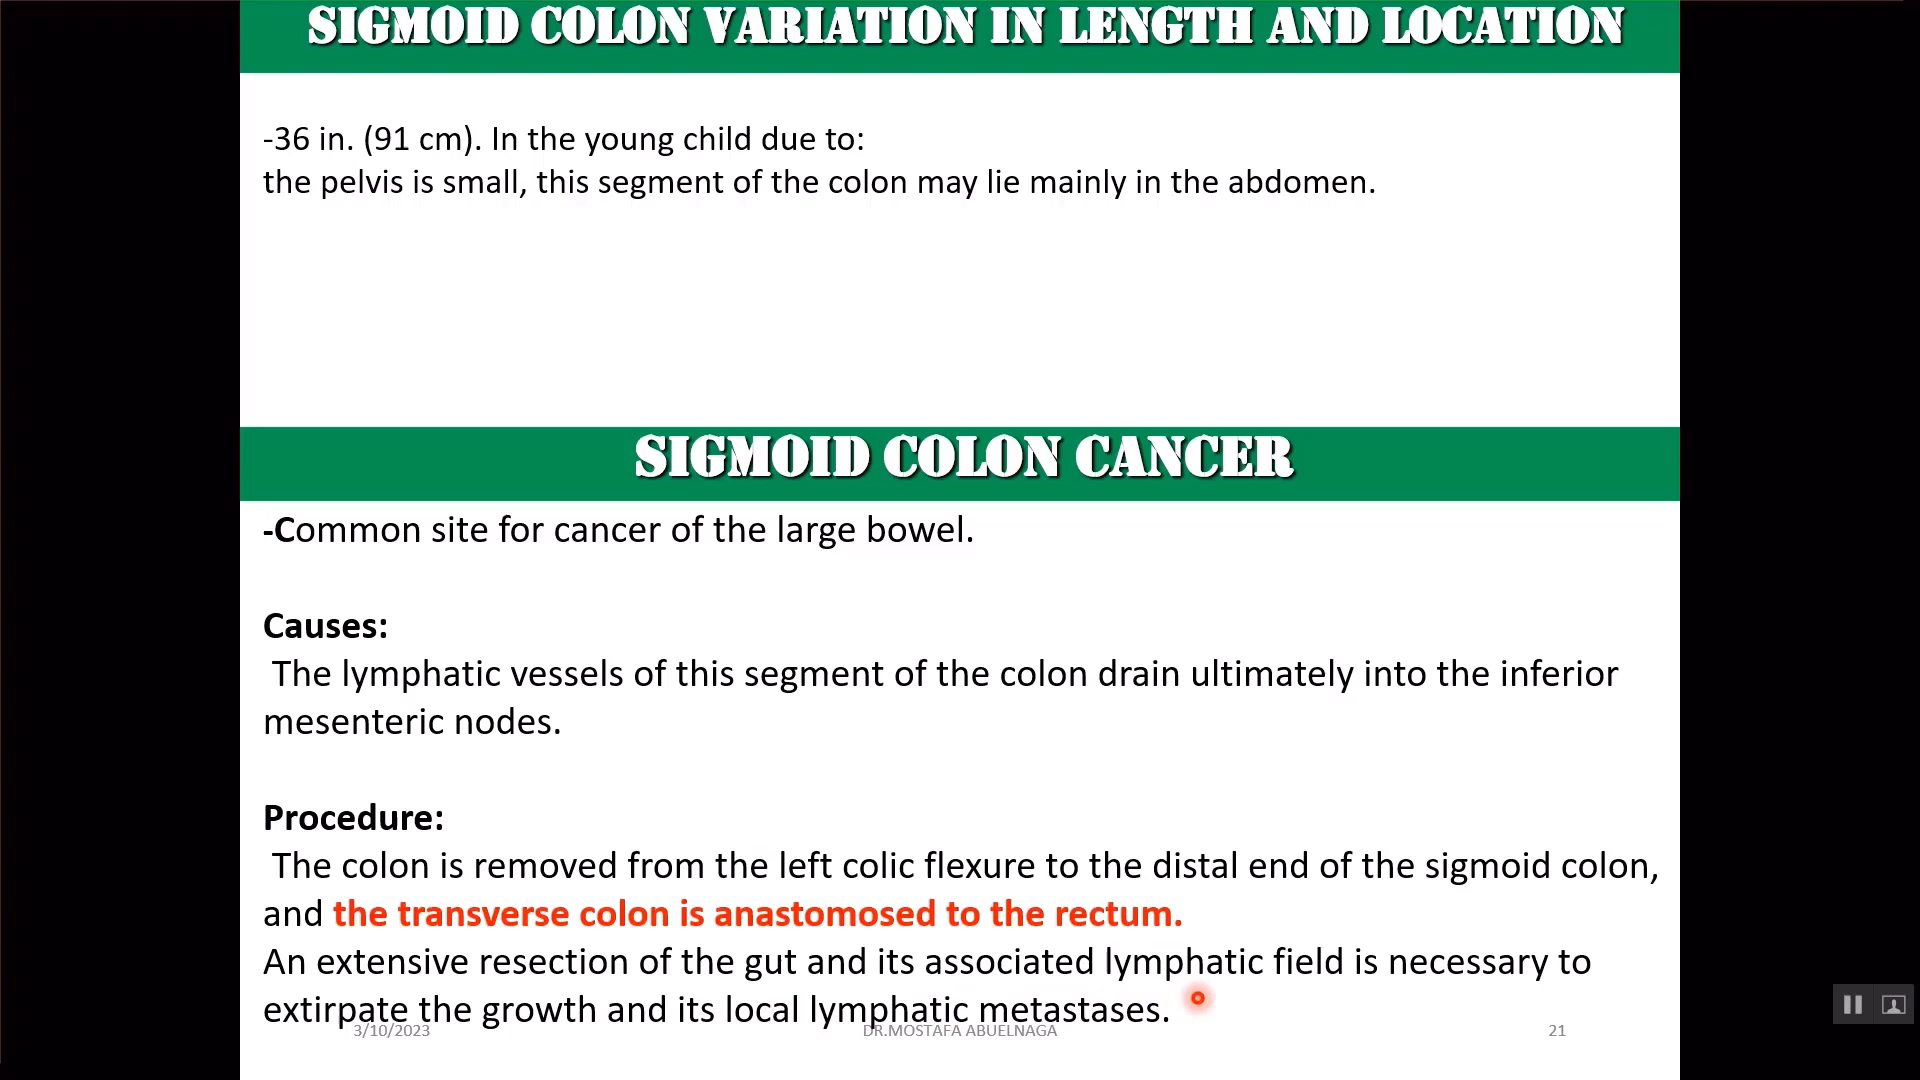 SIGMOID COLON VARIATION IN LENGTH AND LOCATION
-36 in. (91 cm). In the young child due to:
the pelvis is small, this segment of the colon may lie mainly in the abdomen.
SIGMOID COLON CANCER
-Common site for cancer of the large bowel.
Causes:
The lymphatic vessels of this segment of the colon drain ultimately into the inferior
mesenteric nodes.
Procedure:
The colon is removed from the left colic flexure to the distal end of the sigmoid colon,
and the transverse colon is anastomosed to the rectum.
An extensive resection of the gut and its associated lymphatic field is necessary to
extirpate the growth and its local lymphatic metastases.
3/10/2023 DR.MOSTAFA ABUELNAGA 21